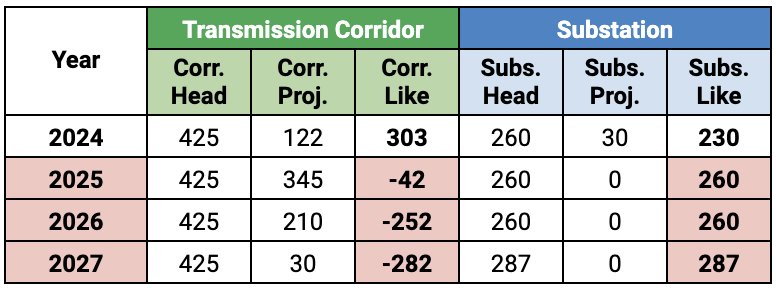 Year Transmission Corridor Substation
Corr. Head Corr. Proj. Corr. Like Subs. Head Subs. Proj. Subs. Like
2024 425 122 303 260 30 230
2025 425 345 -42 260 0 260
2026 425 210 -252 260 0 260
2027 425 30 -282 287 0 287